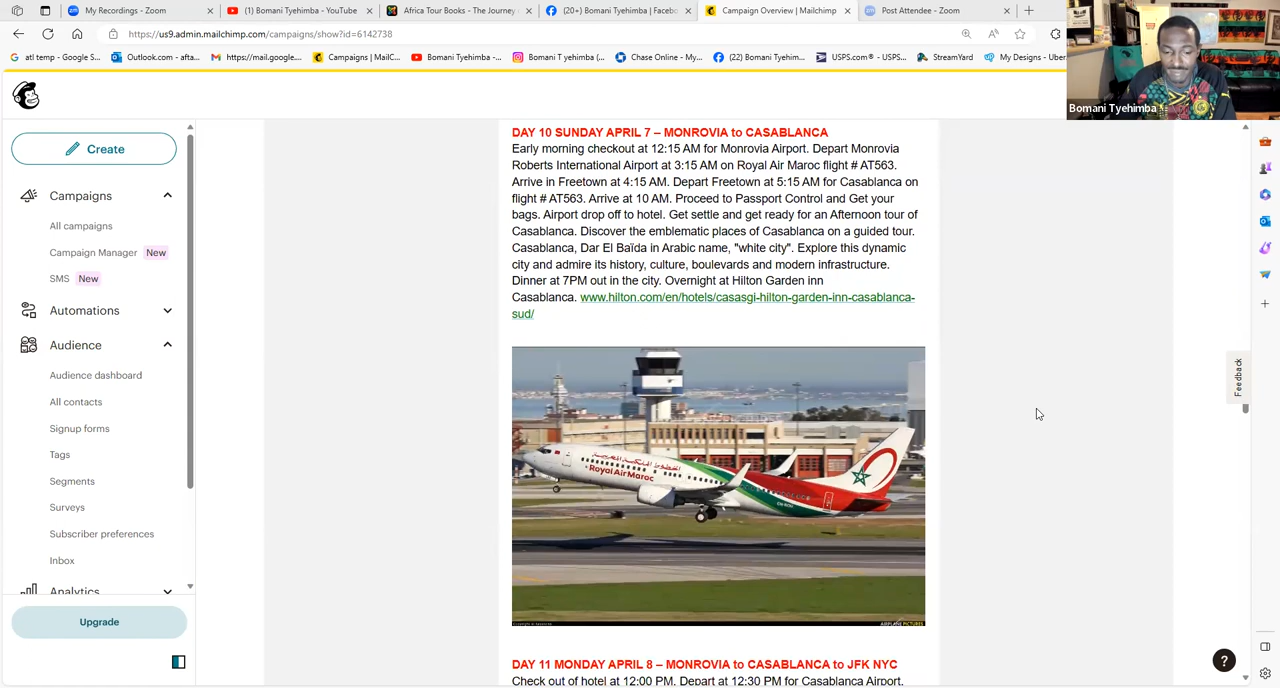 My Recordings - Zoom
(1) Bomani Tyehimba - YouTube
Africa Tour Books - The Journey
(20+) Bomani Tyehimba | Facebo
Campaign Overview | Mailchimp
Post Attendee - Zoom
https://us9.admin.mailchimp.com/campaigns/show?id=6142738
atl temp - Google S...
Outlook.com - afta...
https://mail.google....
Campaigns | MailC...
Bomani Tyehimba -...
Bomani T yehimba (...
Chase Online - My...
(22) Bomani Tyehim...
USPS.com® - USPS...
StreamYard
My Designs - Uber
Bomani Tyehimba
Create
Campaigns
All campaigns
Campaign Manager New
SMS New
Automations
Audience
Audience dashboard
All contacts
Signup forms
Tags
Segments
Surveys
Subscriber preferences
Inbox
Analytics
Upgrade
DAY 10 SUNDAY APRIL 7 – MONROVIA to CASABLANCA
Early morning checkout at 12:15 AM for Monrovia Airport. Depart Monrovia
Roberts International Airport at 3:15 AM on Royal Air Maroc flight # AT563.
Arrive in Freetown at 4:15 AM. Depart Freetown at 5:15 AM for Casablanca on
flight # AT563. Arrive at 10 AM. Proceed to Passport Control and Get your
bags. Airport drop off to hotel. Get settle and get ready for an Afternoon tour of
Casablanca. Discover the emblematic places of Casablanca on a guided tour.
Casablanca, Dar El Baïda in Arabic name, "white city". Explore this dynamic
city and admire its history, culture, boulevards and modern infrastructure.
Dinner at 7PM out in the city. Overnight at Hilton Garden inn
Casablanca. www.hilton.com/en/hotels/casasgi-hilton-garden-inn-casablanca-
sud/
الخطوط الملكية المغربية
Royal Air Maroc
AIRPLANE-PICTURES
DAY 11 MONDAY APRIL 8 – MONROVIA to CASABLANCA to JFK NYC
Check out of hotel at 12:00 PM. Depart at 12:30 PM for Casablanca Airport.
Feedback
?